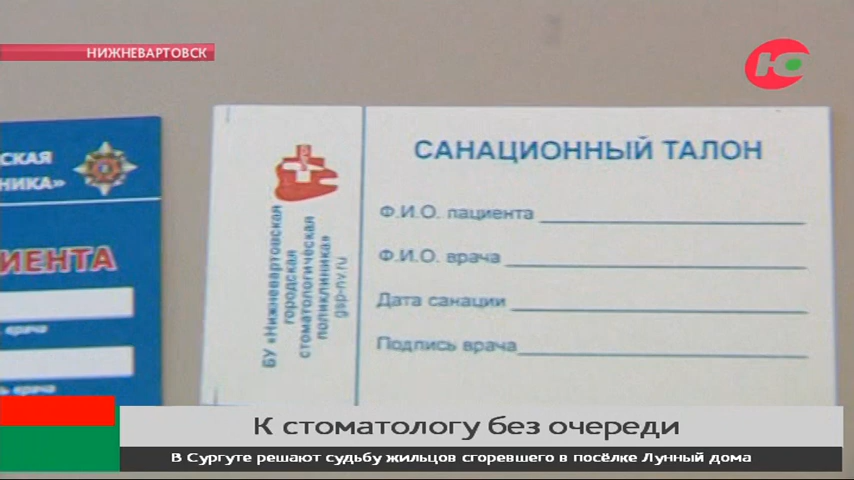 НИЖНЕВАРТОВСК
Ю
САНАЦИОННЫЙ ТАЛОН
Ф.И.О. пациента
Ф.И.О. врача
Дата санации
Подпись врача
БУ «Нижневартовская
городская
стоматологическая
поликлиника»
gsp-nv.ru
СКАЯ
НИКА»
ИЕНТА
врача
врача
К стоматологу без очереди
В Сургуте решают судьбу жильцов сгоревшего в посёлке Лунный дома